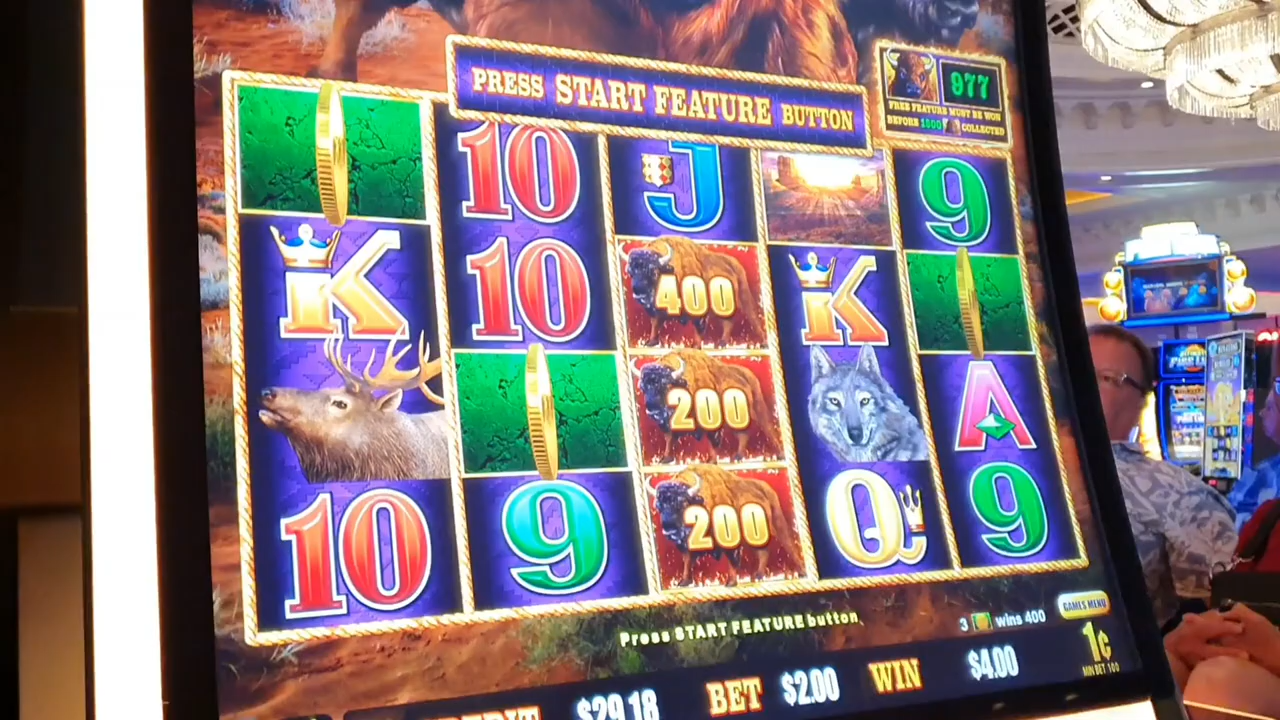 PRESS START FEATURE BUTTON
977
FREE FEATURE MUST BE WON
BEFORE 1800 COLLECTED
10 J 9
K 10 400 K
200 A
10 9 200 Q 9
Press START FEATURE button
3 wins 400
GAMES MENU
CREDIT $29.18 BET $2.00 WIN $4.00
1¢
MIN BET 100